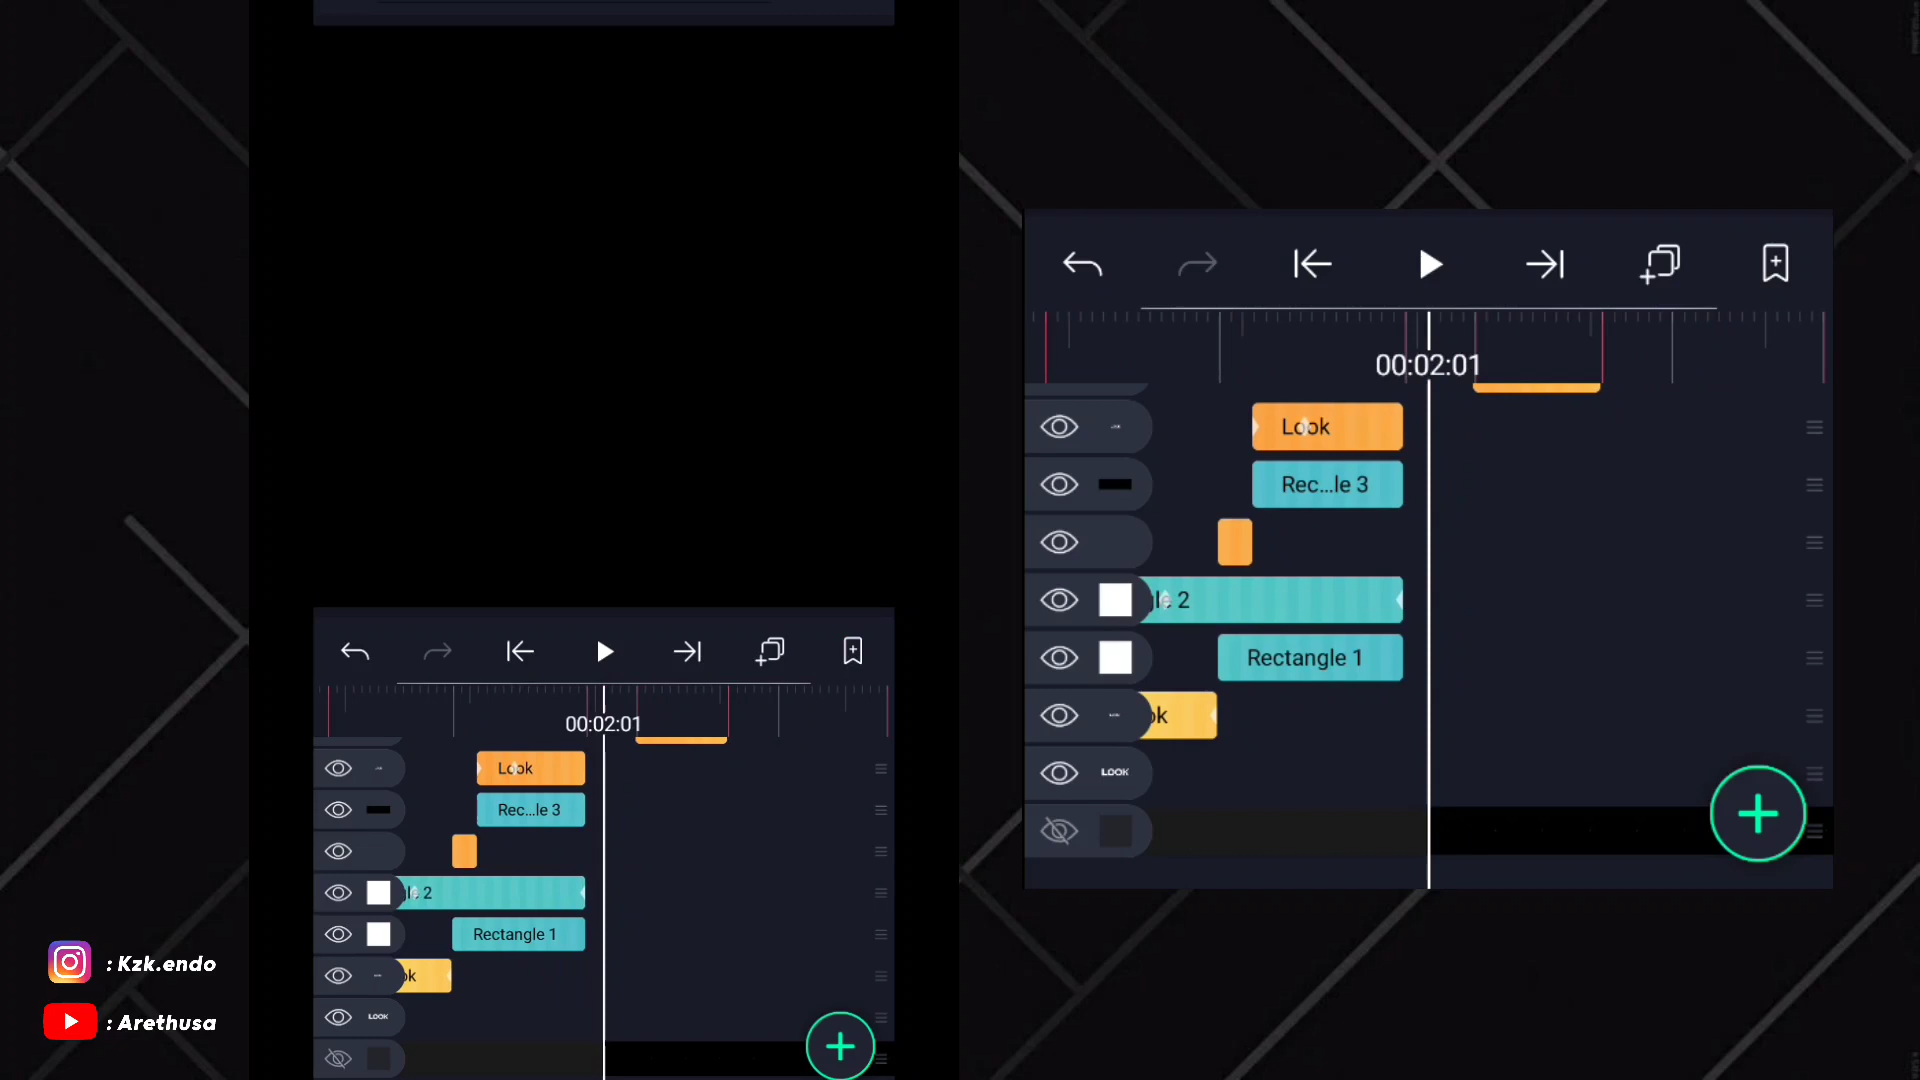 00:02:01
Look
Rec...le 3
gle 2
Rectangle 1
ok
LOOK
00:02:01
Look
Rec...le 3
le 2
Rectangle 1
ok
LOOK
: Kzk.endo
: Arethusa